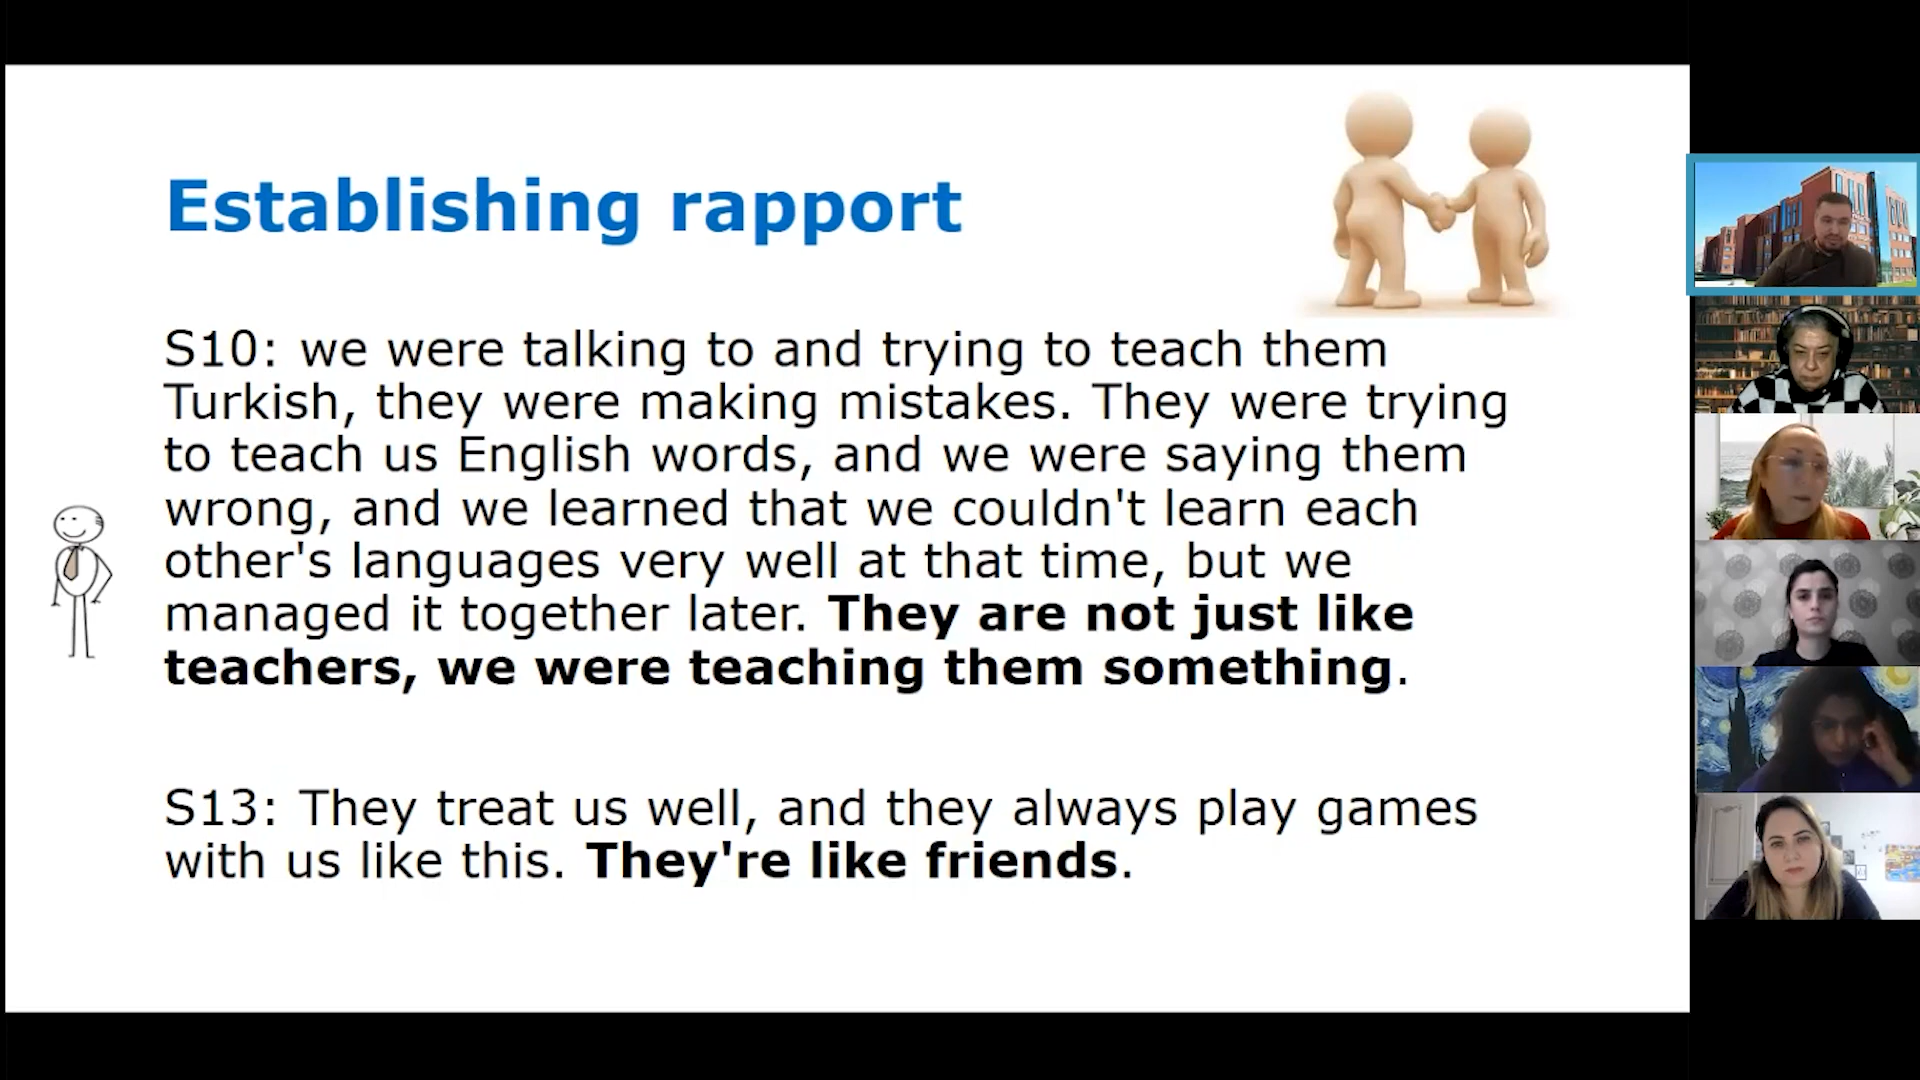 Establishing rapport
S10: we were talking to and trying to teach them
Turkish, they were making mistakes. They were trying
to teach us English words, and we were saying them
wrong, and we learned that we couldn't learn each
other's languages very well at that time, but we
managed it together later. They are not just like
teachers, we were teaching them something.
S13: They treat us well, and they always play games
with us like this. They're like friends.